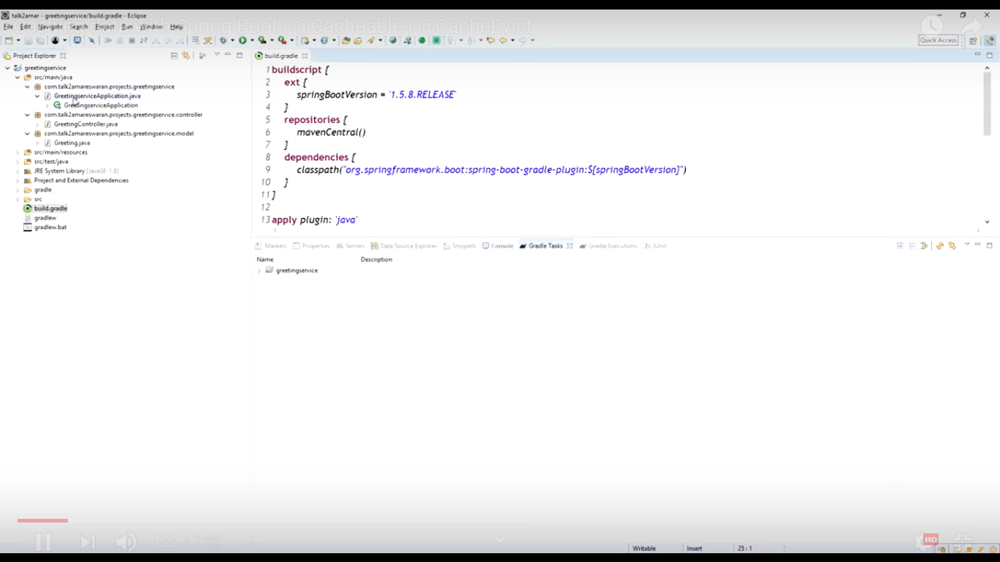 talk2amar - greetingservice/build.gradle - Eclipse
Spring Boot | @Cacheable | @CacheEvict
File Edit Navigate Search Project Run Window Help
Quick Access
Project Explorer
greetingservice
src/main/java
com.talk2amareswaran.projects.greetingservice
GreetingserviceApplication.java
GreetingserviceApplication
com.talk2amareswaran.projects.greetingservice.controller
GreetingController.java
com.talk2amareswaran.projects.greetingservice.model
Greeting.java
src/main/resources
src/test/java
JRE System Library [JavaSE-1.8]
Project and External Dependencies
gradle
src
build.gradle
gradlew
gradlew.bat
build.gradle
1 buildscript {
2 ext {
3 springBootVersion = '1.5.8.RELEASE'
4 }
5 repositories {
6 mavenCentral()
7 }
8 dependencies {
9 classpath("org.springframework.boot:spring-boot-gradle-plugin:${springBootVersion}")
10 }
11 }
12
13 apply plugin: 'java'
Markers Properties Servers Data Source Explorer Snippets Console Gradle Tasks Gradle Executions JUnit
Name Description
greetingservice
0:22 / 7:02
HD
Writable Insert 25 : 1